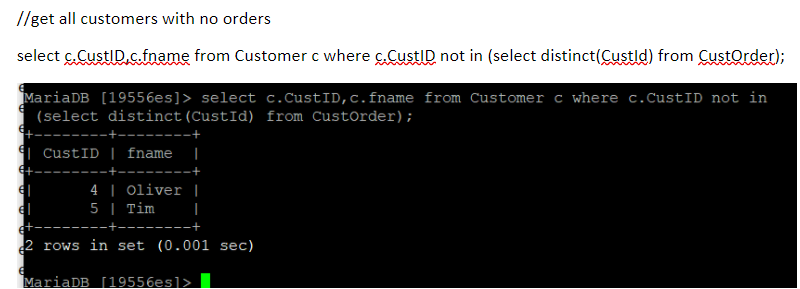 //get all customers with no orders
select c.CustID,c.fname from Customer c where c.CustID not in (select distinct(CustId) from CustOrder);
MariaDB [19556es]> select c.CustID,c.fname from Customer c where c.CustID not in
(select distinct(CustId) from CustOrder);
+--------+--------+
| CustID | fname  |
+--------+--------+
|      4 | Oliver |
|      5 | Tim    |
+--------+--------+
2 rows in set (0.001 sec)
MariaDB [19556es]>